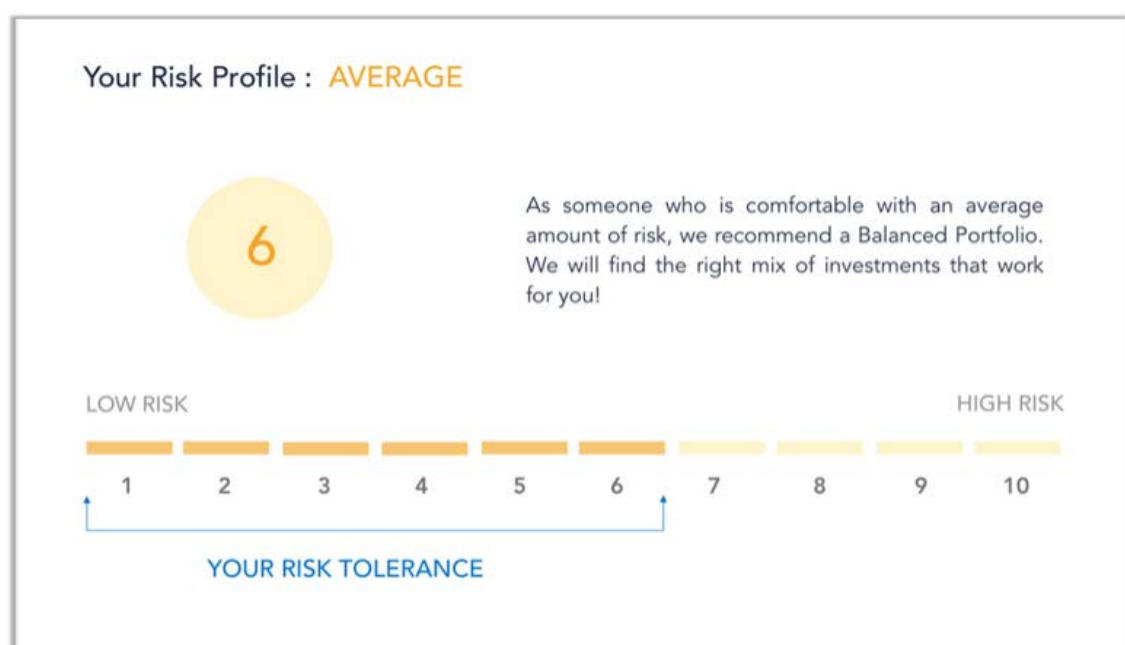 Your Risk Profile : AVERAGE
6
As someone who is comfortable with an average
amount of risk, we recommend a Balanced Portfolio.
We will find the right mix of investments that work
for you!
LOW RISK HIGH RISK
1 2 3 4 5 6 7 8 9 10
YOUR RISK TOLERANCE